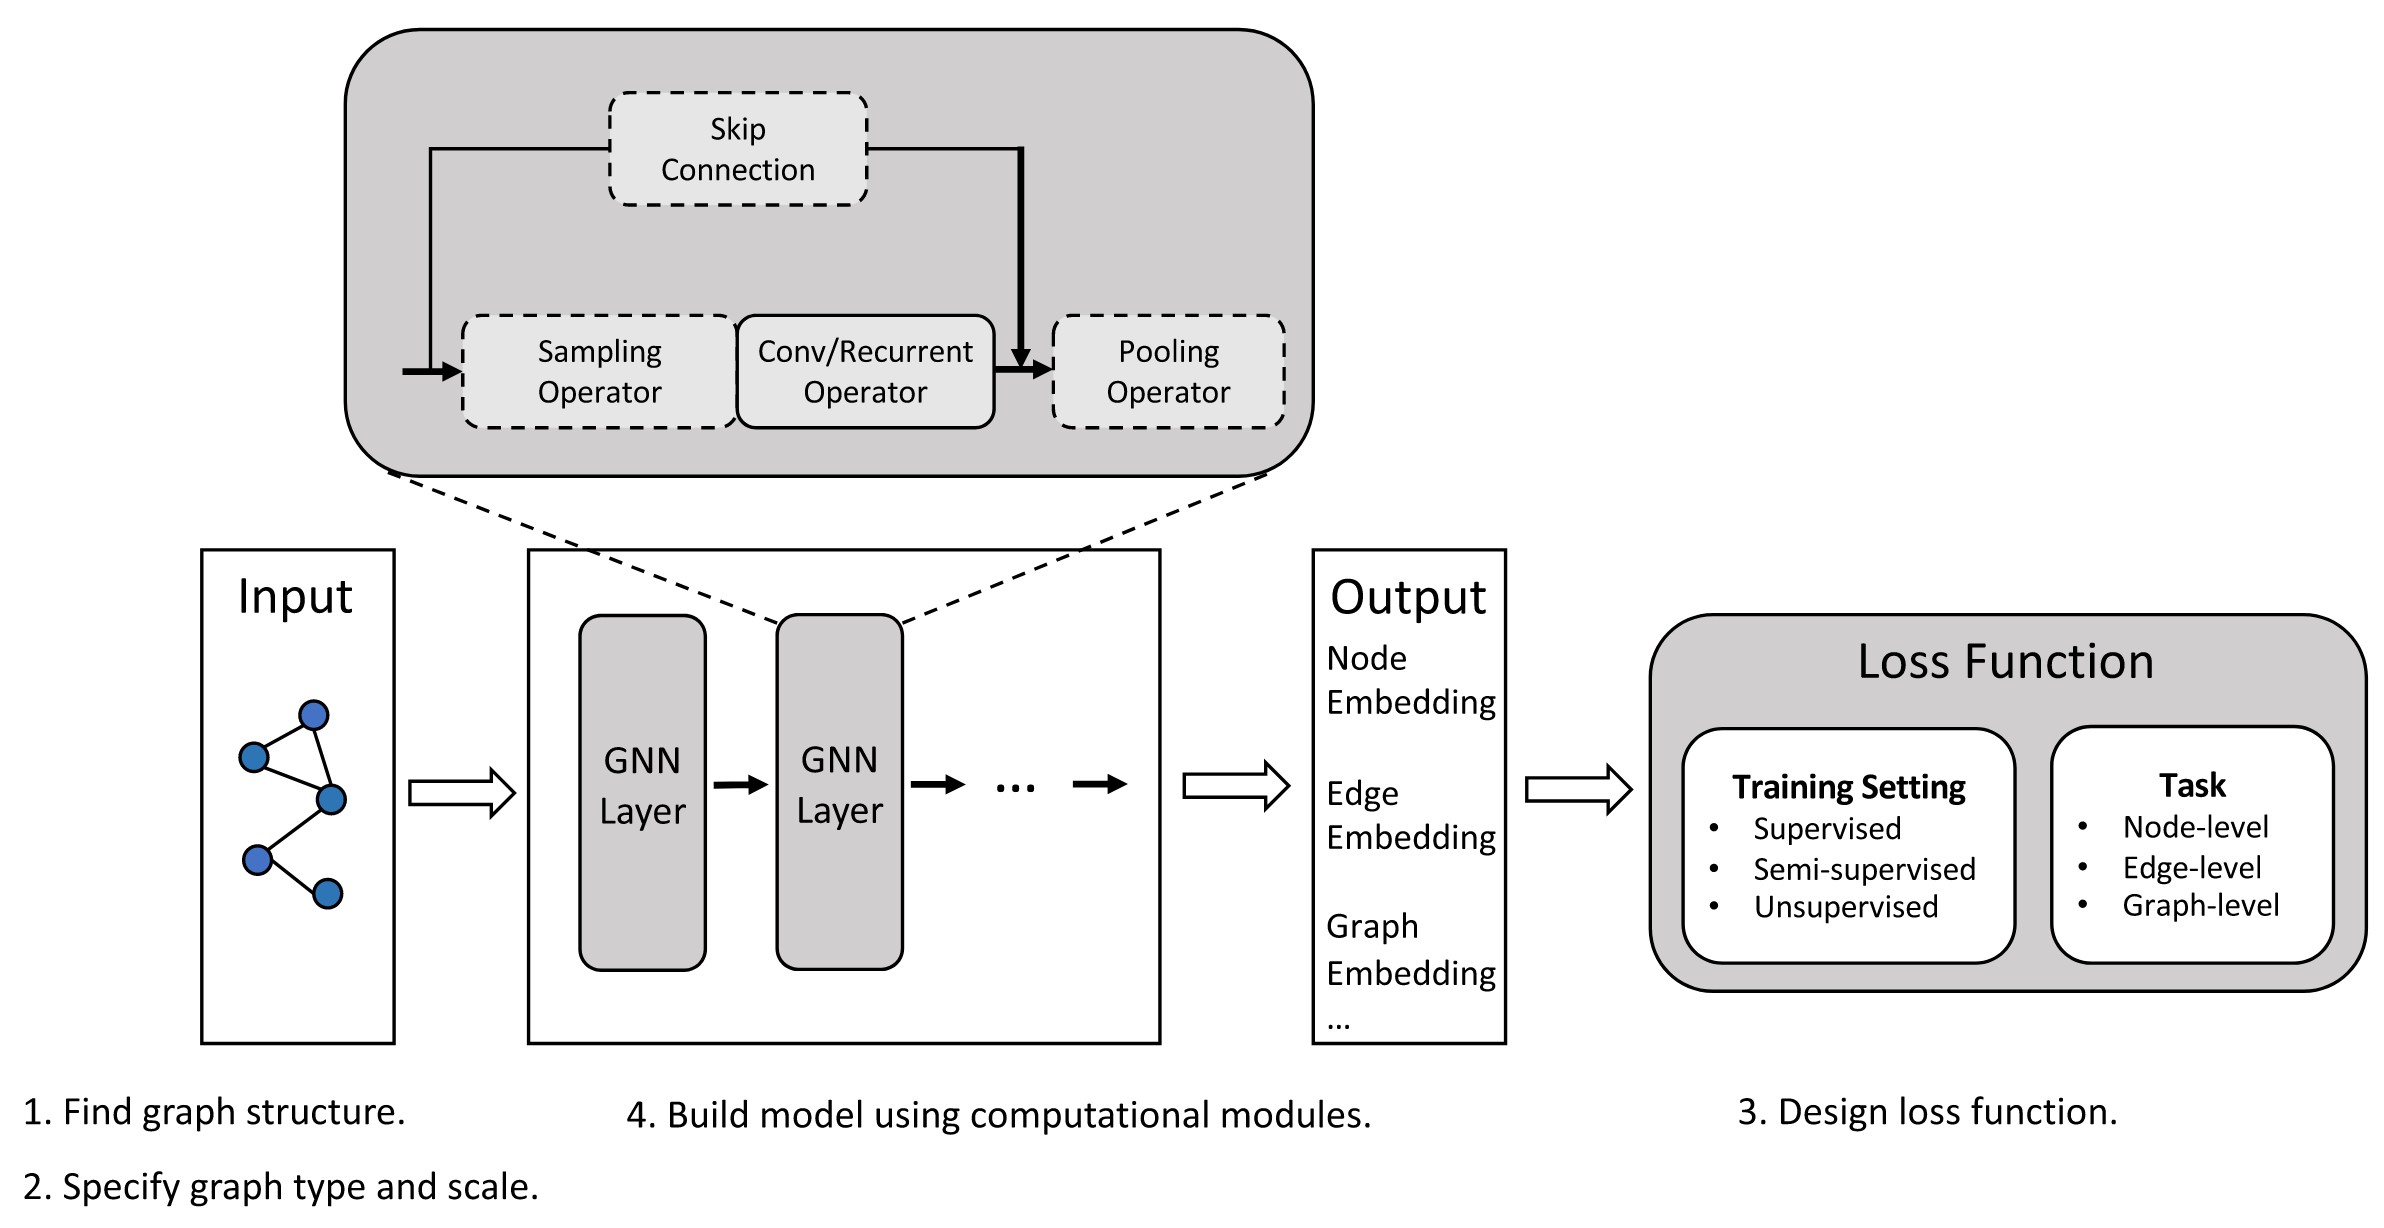 Skip
Connection
Sampling
Operator
Conv/Recurrent
Operator
Pooling
Operator
Input
GNN
Layer
GNN
Layer
...
Output
Node
Embedding
Edge
Embedding
Graph
Embedding
...
Loss Function
Training Setting
• Supervised
• Semi-supervised
• Unsupervised
Task
• Node-level
• Edge-level
• Graph-level
1. Find graph structure.
2. Specify graph type and scale.
4. Build model using computational modules.
3. Design loss function.